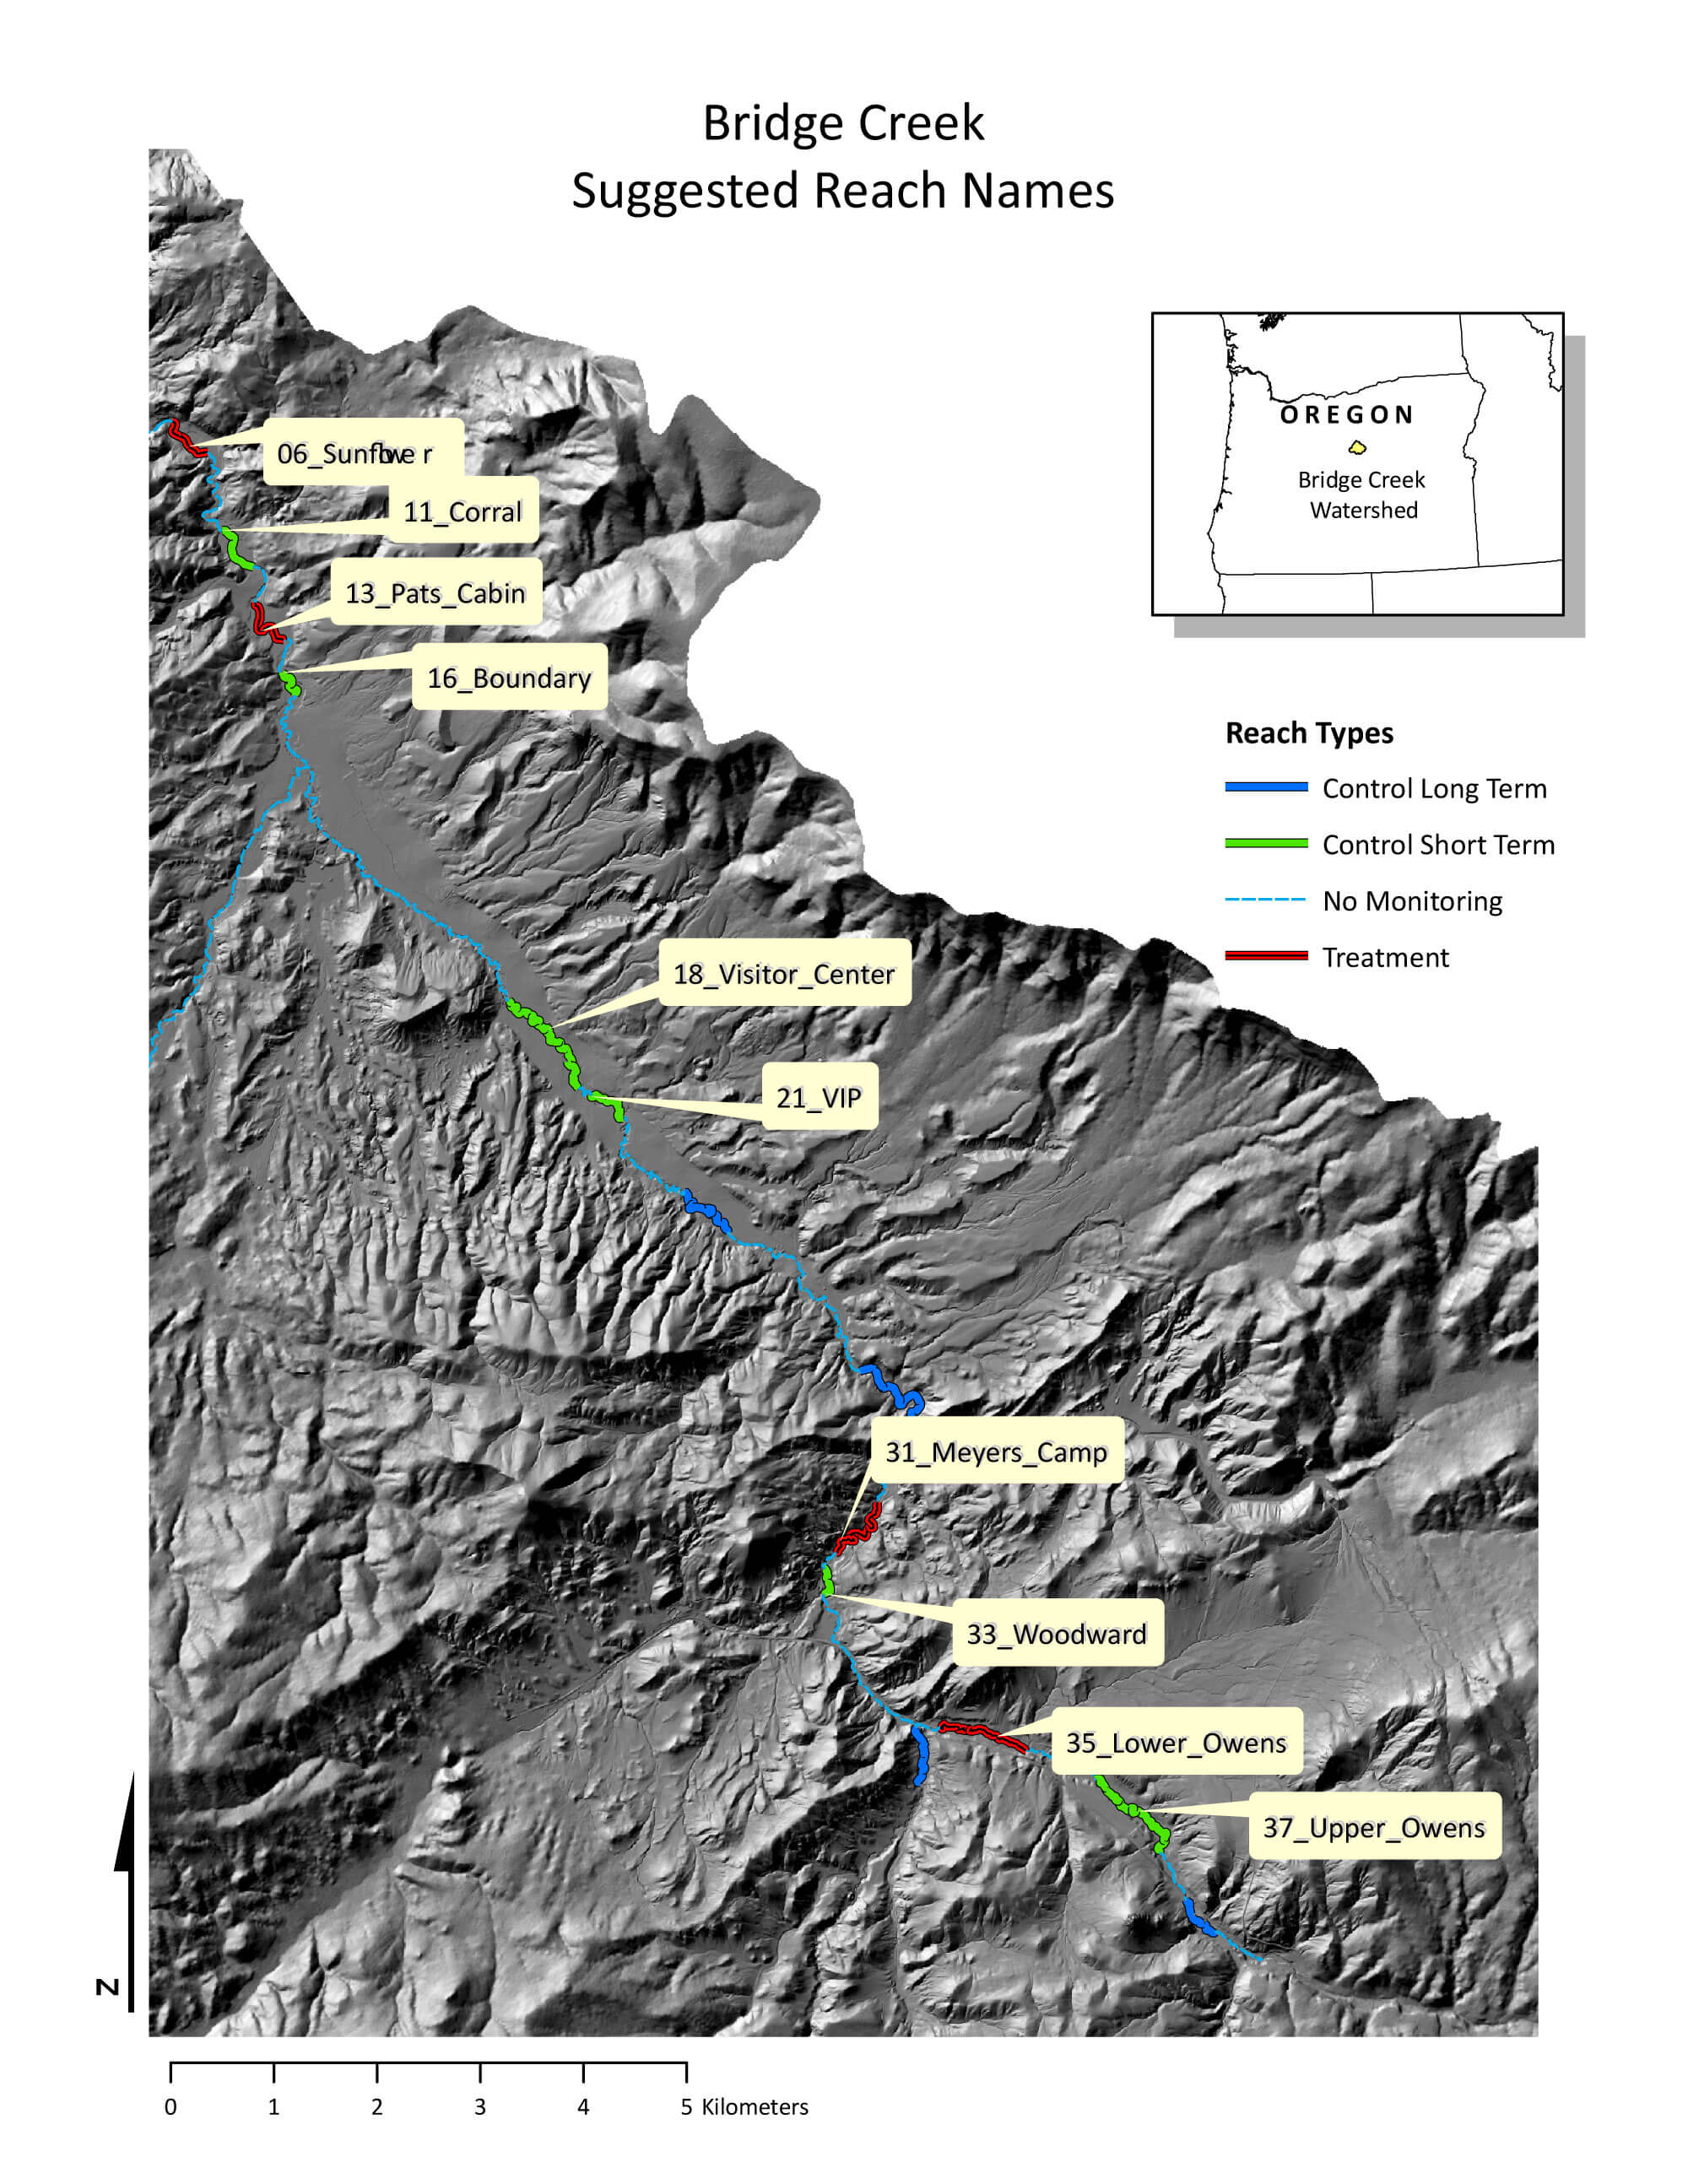 Bridge Creek
Suggested Reach Names
OREGON
Bridge Creek
Watershed
06_Sunflower
11_Corral
13_Pats_Cabin
16_Boundary
Reach Types
Control Long Term
Control Short Term
No Monitoring
Treatment
18_Visitor_Center
21_VIP
31_Meyers_Camp
33_Woodward
35_Lower_Owens
37_Upper_Owens
N
0 1 2 3 4 5 Kilometers